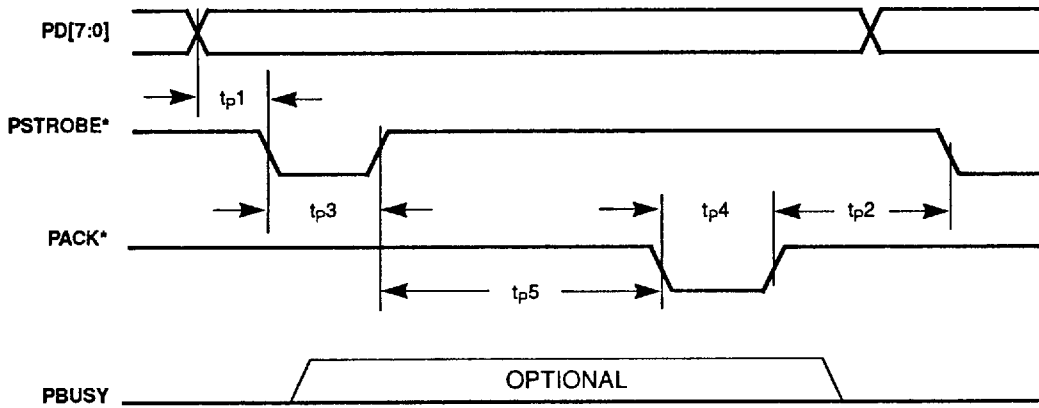 PD[7:0]
tP1
PSTROBE*
tP3
tP4
tP2
PACK*
tP5
OPTIONAL
PBUSY